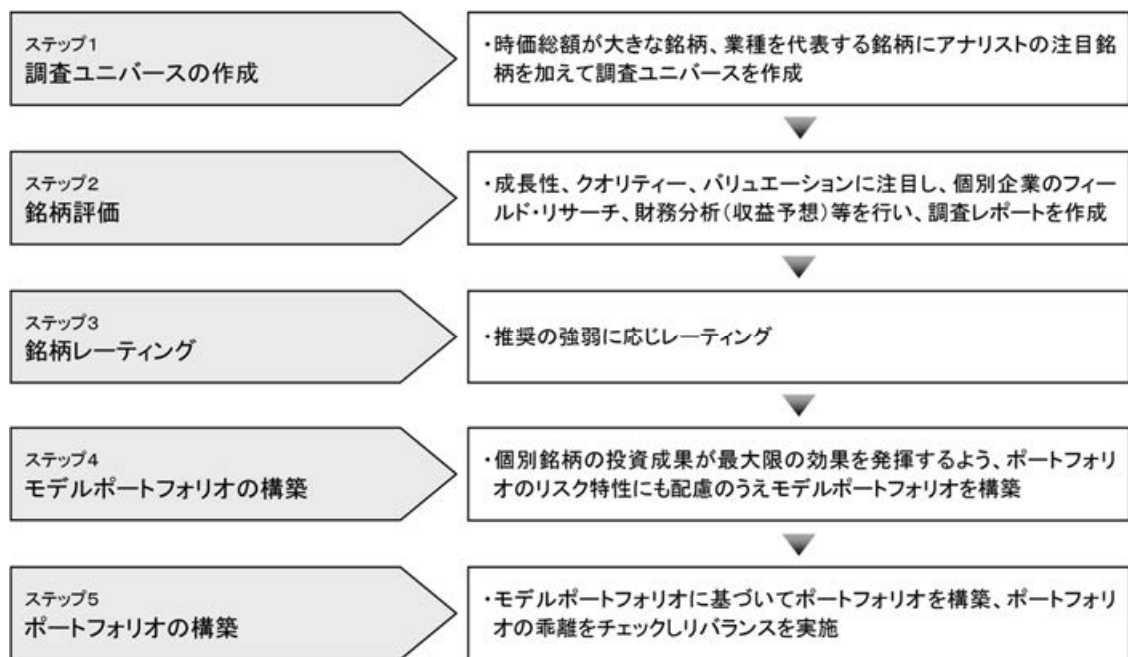 ステップ1
調査ユニバースの作成
・時価総額が大きな銘柄、業種を代表する銘柄にアナリストの注目銘
柄を加えて調査ユニバースを作成
ステップ2
銘柄評価
・成長性、クオリティー、バリュエーションに注目し、個別企業のフィー
ルド・リサーチ、財務分析(収益予想)等を行い、調査レポートを作成
ステップ3
銘柄レーティング
・推奨の強弱に応じレーティング
ステップ4
モデルポートフォリオの構築
・個別銘柄の投資成果が最大限の効果を発揮するよう、ポートフォリ
オのリスク特性にも配慮のうえモデルポートフォリオを構築
ステップ5
ポートフォリオの構築
・モデルポートフォリオに基づいてポートフォリオを構築、ポートフォリ
オの乖離をチェックしリバランスを実施